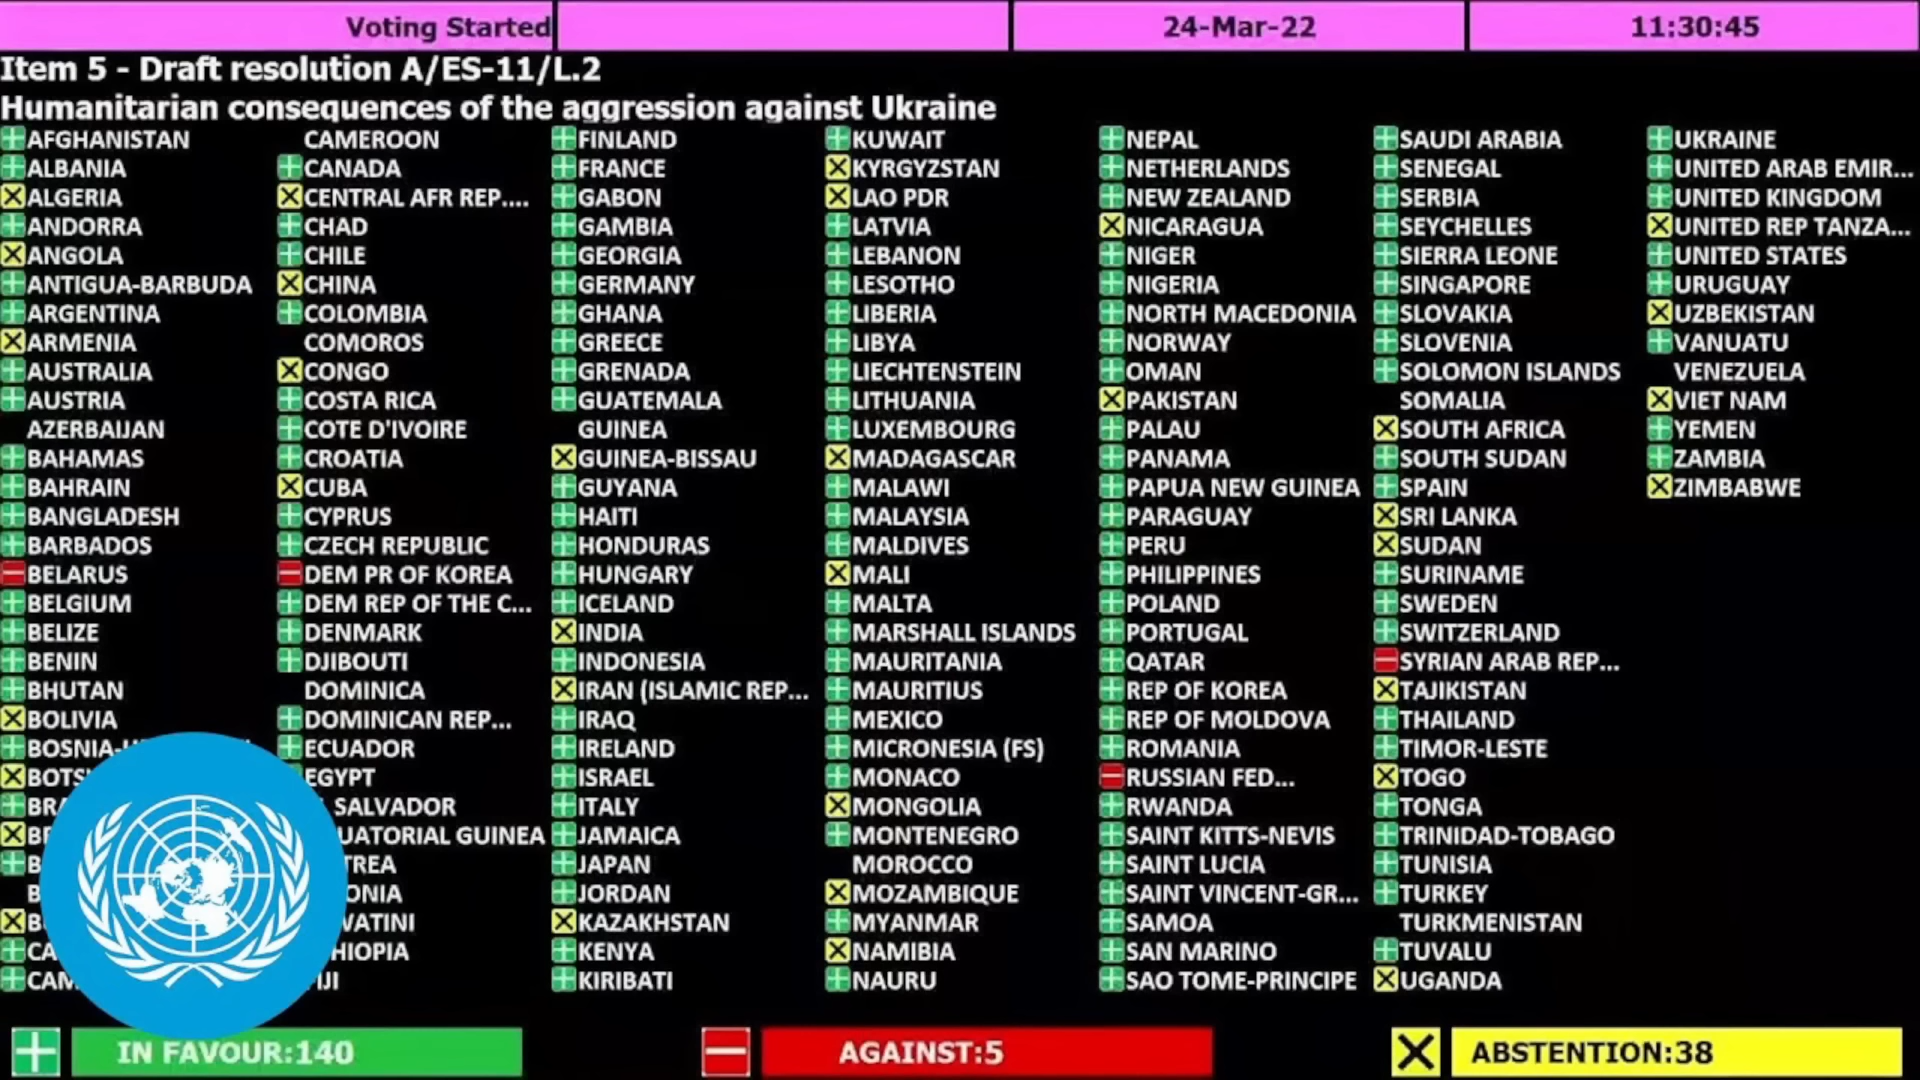 Voting Started 24-Mar-22 11:30:45
Item 5 - Draft resolution A/ES-11/L.2
Humanitarian consequences of the aggression against Ukraine
AFGHANISTAN
ALBANIA
ALGERIA
ANDORRA
ANGOLA
ANTIGUA-BARBUDA
ARGENTINA
ARMENIA
AUSTRALIA
AUSTRIA
AZERBAIJAN
BAHAMAS
BAHRAIN
BANGLADESH
BARBADOS
BELARUS
BELGIUM
BELIZE
BENIN
BHUTAN
BOLIVIA
CAMEROON
CANADA
CENTRAL AFR REP....
CHAD
CHILE
CHINA
COLOMBIA
COMOROS
CONGO
COSTA RICA
COTE D'IVOIRE
CROATIA
CUBA
CYPRUS
CZECH REPUBLIC
DEM PR OF KOREA
DEM REP OF THE C...
DENMARK
DJIBOUTI
DOMINICA
DOMINICAN REP...
ECUADOR
EGYPT
SALVADOR
GUINEA
FINLAND
FRANCE
GABON
GAMBIA
GEORGIA
GERMANY
GHANA
GREECE
GRENADA
GUATEMALA
GUINEA
GUINEA-BISSAU
GUYANA
HAITI
HONDURAS
HUNGARY
ICELAND
INDIA
INDONESIA
IRAN (ISLAMIC REP...
IRAQ
IRELAND
ISRAEL
ITALY
JAMAICA
JAPAN
JORDAN
KAZAKHSTAN
KENYA
KIRIBATI
KUWAIT
KYRGYZSTAN
LAO PDR
LATVIA
LEBANON
LESOTHO
LIBERIA
LIBYA
LIECHTENSTEIN
LITHUANIA
LUXEMBOURG
MADAGASCAR
MALAWI
MALAYSIA
MALDIVES
MALI
MALTA
MARSHALL ISLANDS
MAURITANIA
MAURITIUS
MEXICO
MICRONESIA (FS)
MONACO
MONGOLIA
MONTENEGRO
MOROCCO
MOZAMBIQUE
MYANMAR
NAMIBIA
NAURU
NEPAL
NETHERLANDS
NEW ZEALAND
NICARAGUA
NIGER
NIGERIA
NORTH MACEDONIA
NORWAY
OMAN
PAKISTAN
PALAU
PANAMA
PAPUA NEW GUINEA
PARAGUAY
PERU
PHILIPPINES
POLAND
PORTUGAL
QATAR
REP OF KOREA
REP OF MOLDOVA
ROMANIA
RUSSIAN FED...
RWANDA
SAINT KITTS-NEVIS
SAINT LUCIA
SAINT VINCENT-GR...
SAMOA
SAN MARINO
SAO TOME-PRINCIPE
SAUDI ARABIA
SENEGAL
SERBIA
SEYCHELLES
SIERRA LEONE
SINGAPORE
SLOVAKIA
SLOVENIA
SOLOMON ISLANDS
SOMALIA
SOUTH AFRICA
SOUTH SUDAN
SPAIN
SRI LANKA
SUDAN
SURINAME
SWEDEN
SWITZERLAND
SYRIAN ARAB REP...
TAJIKISTAN
THAILAND
TIMOR-LESTE
TOGO
TONGA
TRINIDAD-TOBAGO
TUNISIA
TURKEY
TURKMENISTAN
TUVALU
UGANDA
UKRAINE
UNITED ARAB EMIR...
UNITED KINGDOM
UNITED REP TANZA...
UNITED STATES
URUGUAY
UZBEKISTAN
VANUATU
VENEZUELA
VIET NAM
YEMEN
ZAMBIA
ZIMBABWE
IN FAVOUR:140 AGAINST:5 ABSTENTION:38